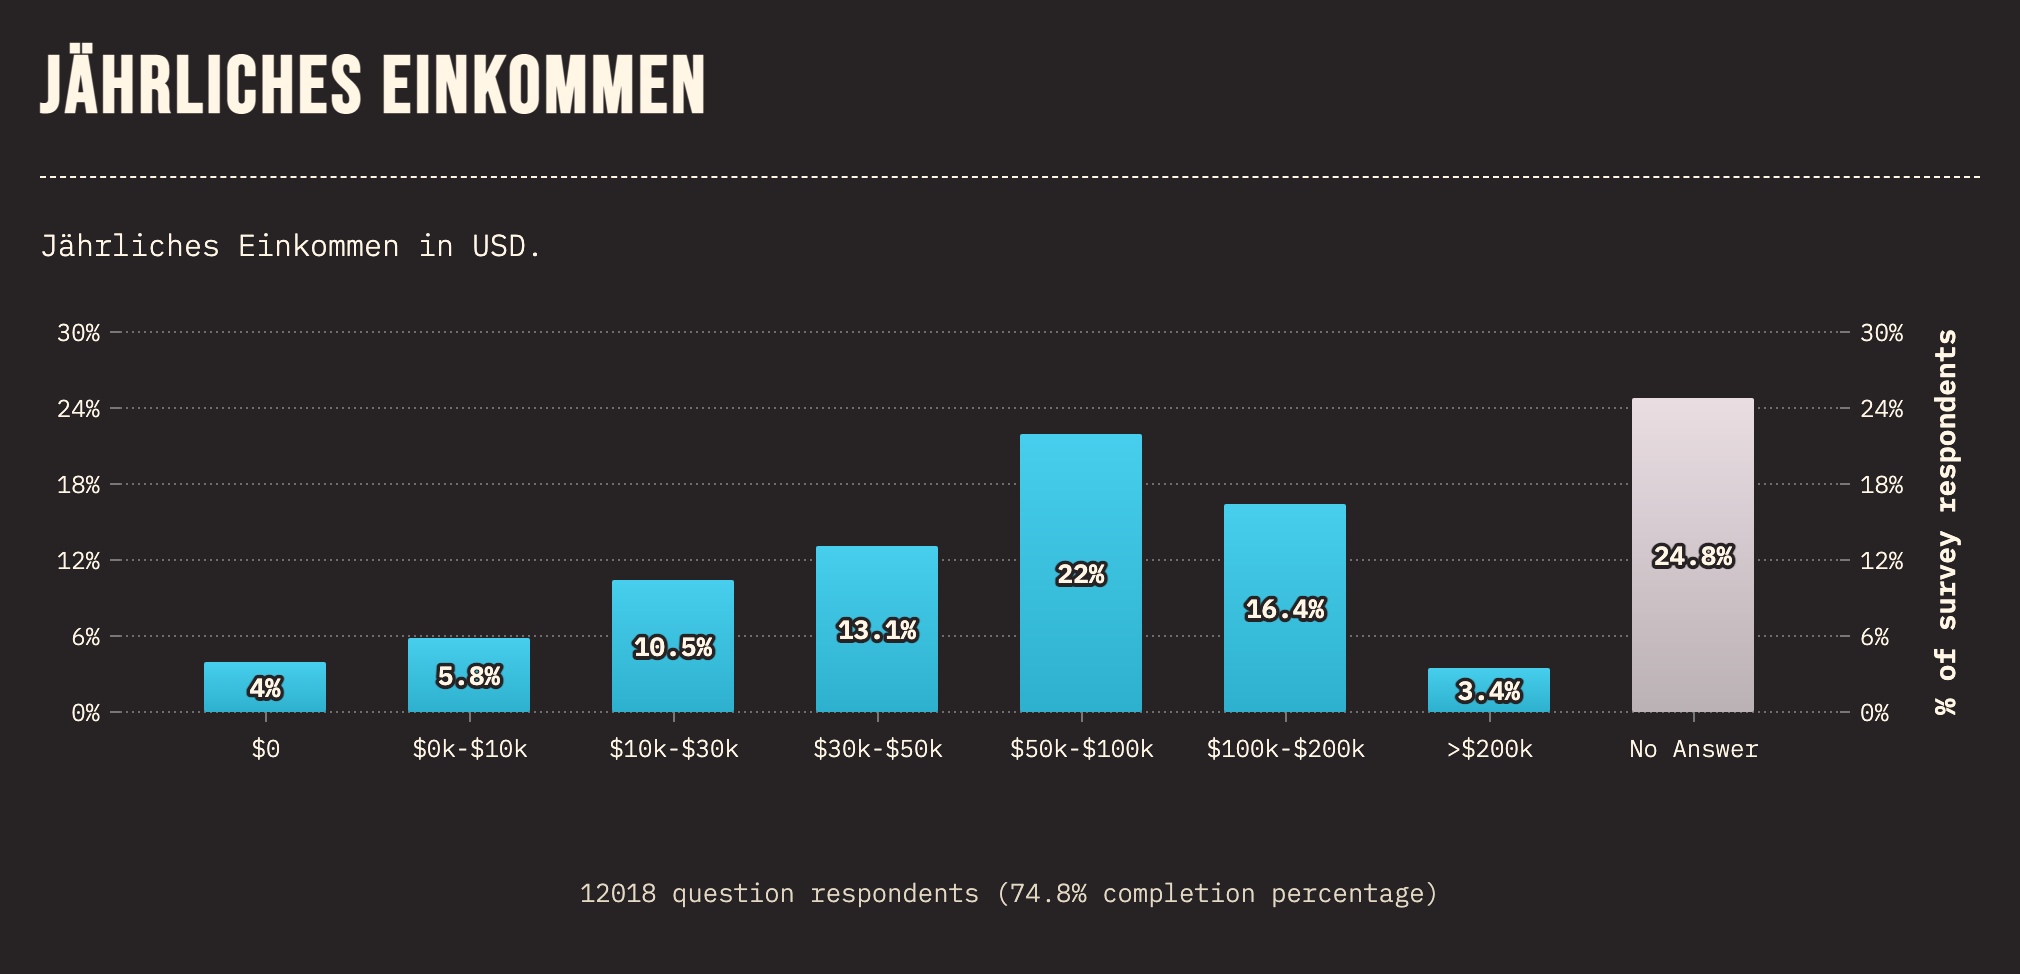 JÄHRLICHES EINKOMMEN
Jährliches Einkommen in USD.
30%
24%
18%
12%
6%
0%
30%
24%
18%
12%
6%
0%
% of survey respondents
4%
5.8%
10.5%
13.1%
22%
16.4%
3.4%
24.8%
$0
$0k-$10k
$10k-$30k
$30k-$50k
$50k-$100k
$100k-$200k
>$200k
No Answer
12018 question respondents (74.8% completion percentage)